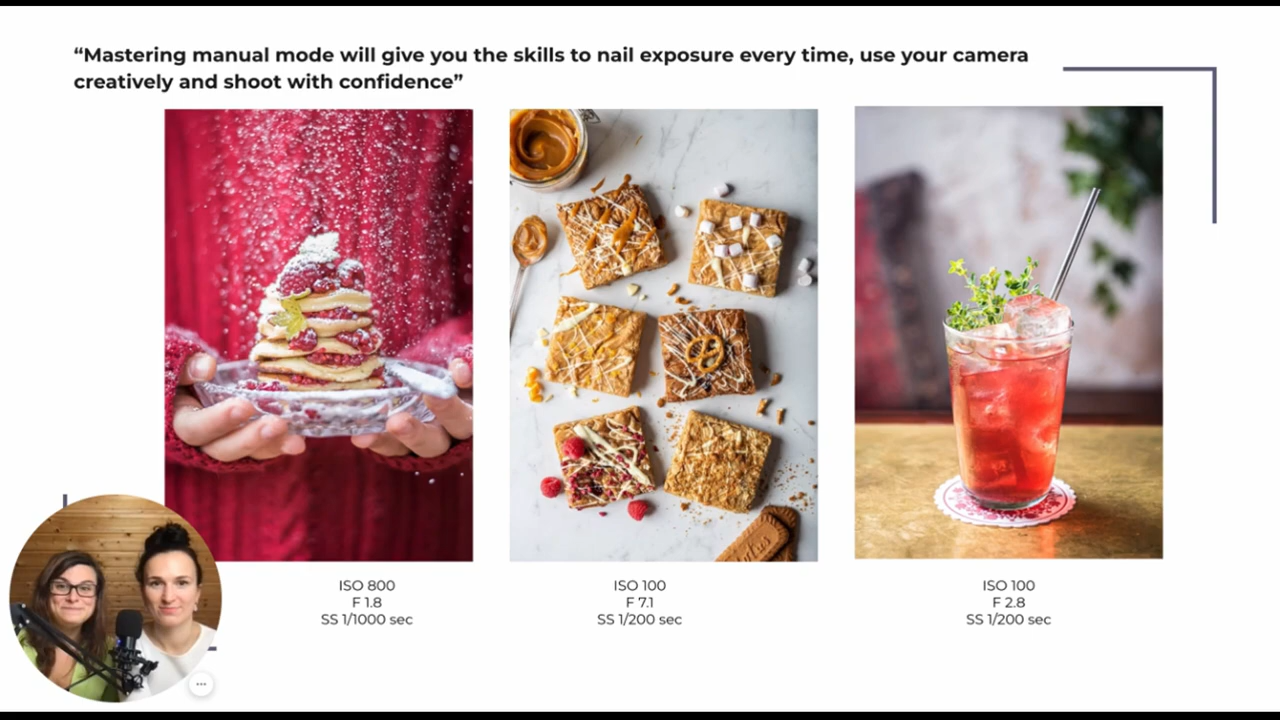 “Mastering manual mode will give you the skills to nail exposure every time, use your camera
creatively and shoot with confidence”
ISO 800
F 1.8
SS 1/1000 sec
ISO 100
F 7.1
SS 1/200 sec
ISO 100
F 2.8
SS 1/200 sec